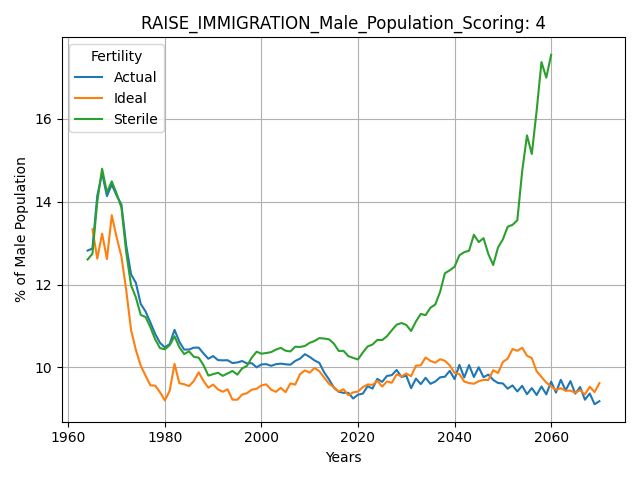 RAISE_IMMIGRATION_Male_Population_Scoring: 4
Fertility
Actual
Ideal
Sterile
% of Male Population
16
14
12
10
1960 1980 2000 2020 2040 2060
Years